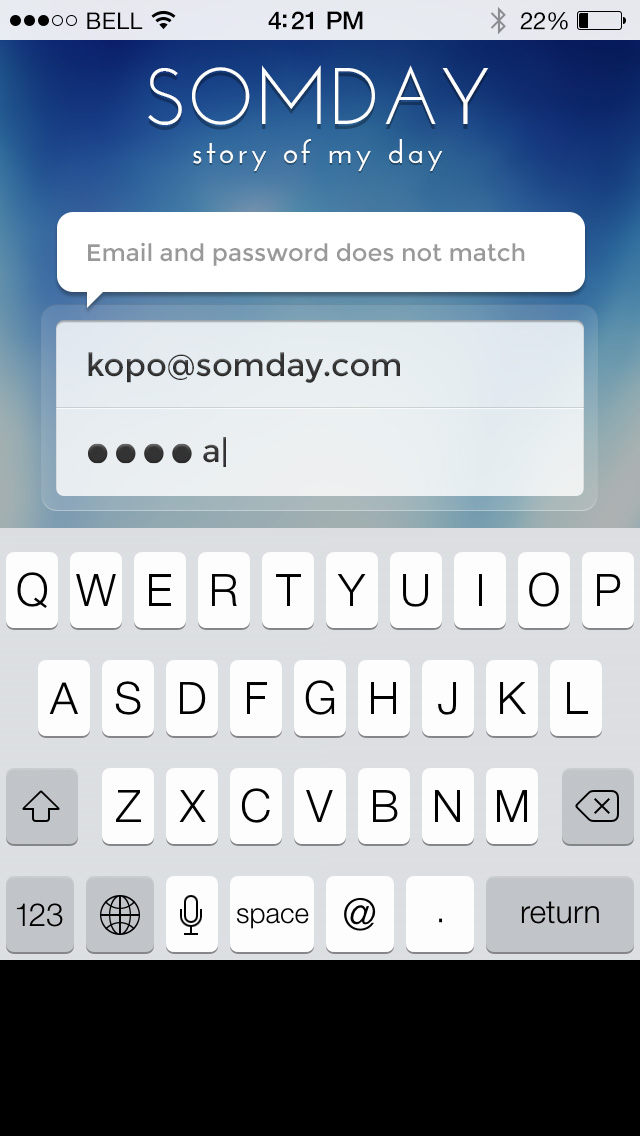 BELL 4:21 PM 22%
SOMDAY
story of my day
Email and password does not match
kopo@somday.com
●●●● a
Q W E R T Y U I O P
A S D F G H J K L
Z X C V B N M
123 space @ . return